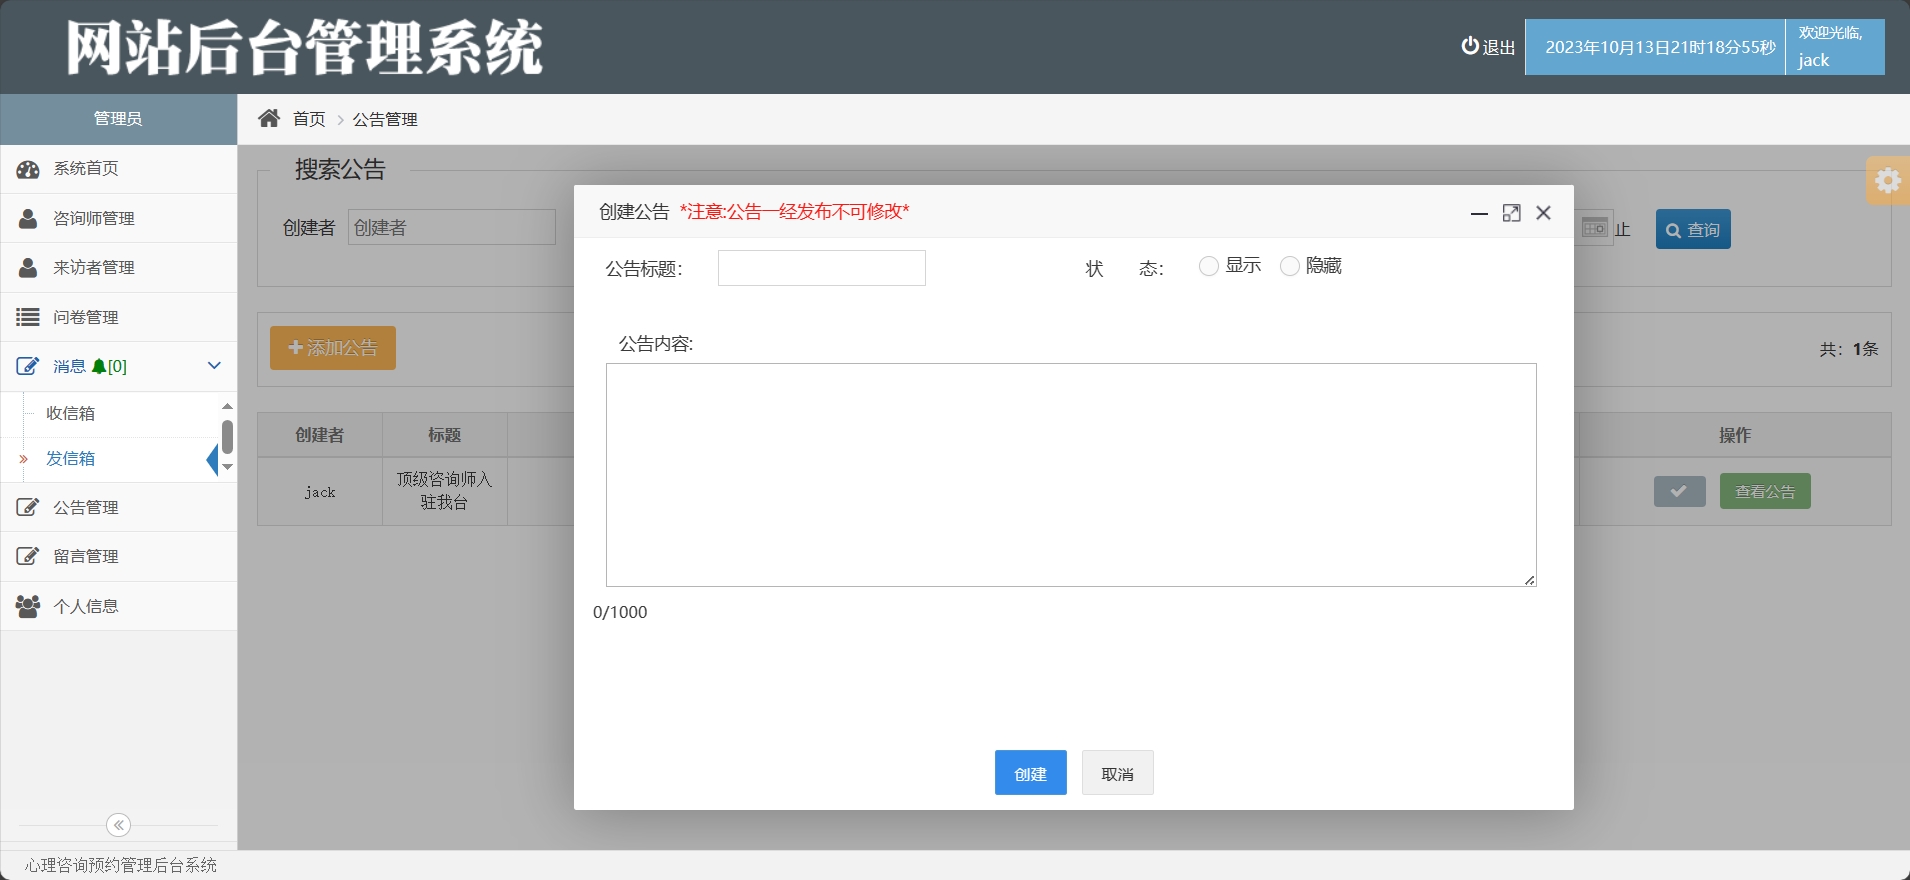 网站后台管理系统
退出
2023年10月13日21时18分55秒
欢迎光临,
jack
管理员
首页
公告管理
系统首页
咨询师管理
来访者管理
问卷管理
消息 [0]
收信箱
发信箱
公告管理
留言管理
个人信息
搜索公告
创建者 创建者
止
查询
添加公告
共：1条
创建者 标题 操作
jack
顶级咨询师入
驻我台
查看公告
创建公告 *注意:公告一经发布不可修改*
公告标题：
状 态：
显示 隐藏
公告内容:
0/1000
创建 取消
心理咨询预约管理后台系统